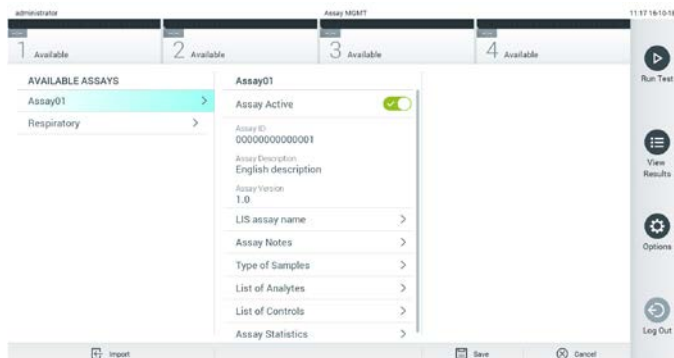 administrator Assay MGMT 11:17 16-10-18
1 Available 2 Available 3 Available 4 Available
AVAILABLE ASSAYS
Assay01
Respiratory
Assay01
Assay Active
Assay ID
00000000000001
Assay Description
English description
Assay Version
1.0
LIS assay name
Assay Notes
Type of Samples
List of Analytes
List of Controls
Assay Statistics
Run Test
View
Results
Options
Log Out
Import Save Cancel